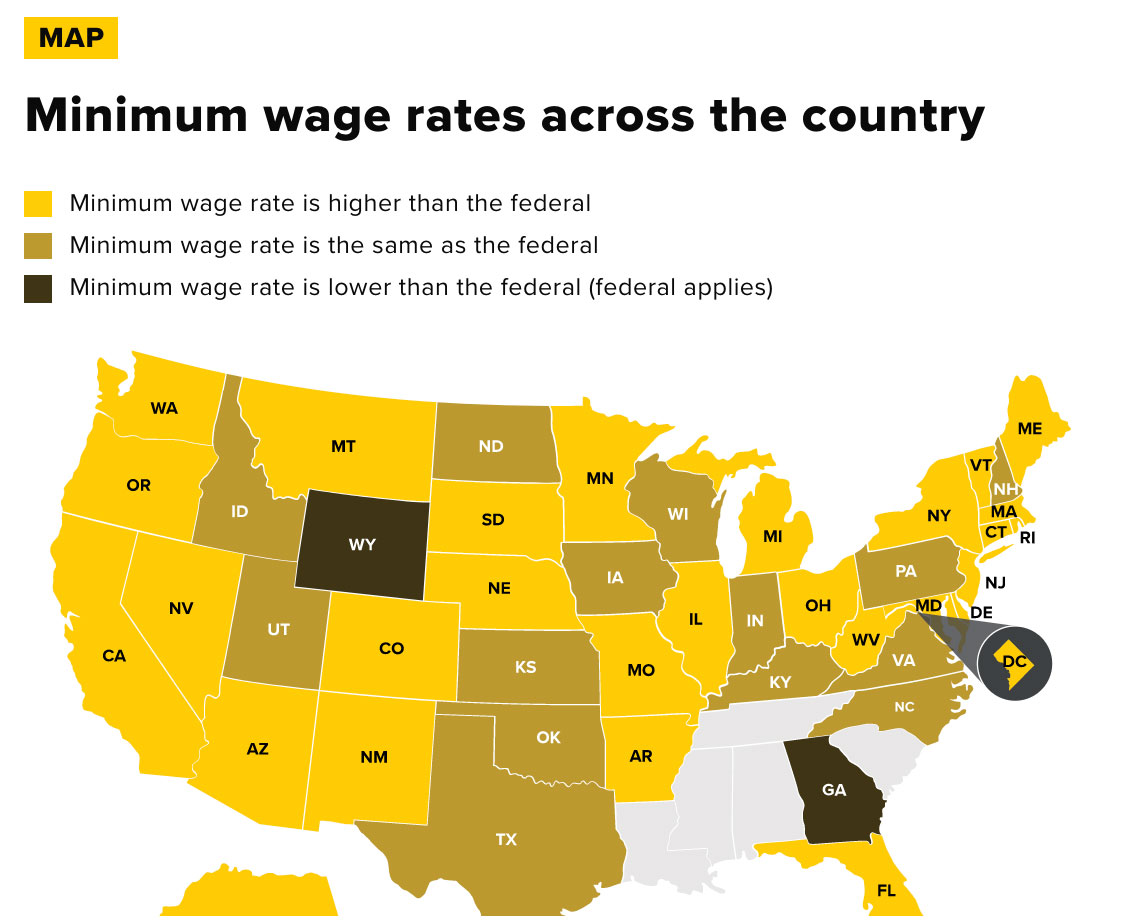 MAP
Minimum wage rates across the country
Minimum wage rate is higher than the federal
Minimum wage rate is the same as the federal
Minimum wage rate is lower than the federal (federal applies)
WA
MT
ND
MN
ME
VT
NH
OR
ID
WY
SD
WI
MI
NY
MA
CT
RI
NV
UT
CO
NE
IA
IL
IN
OH
PA
NJ
MD
DE
CA
KS
MO
KY
WV
VA
DC
AZ
NM
OK
AR
NC
TX
GA
FL